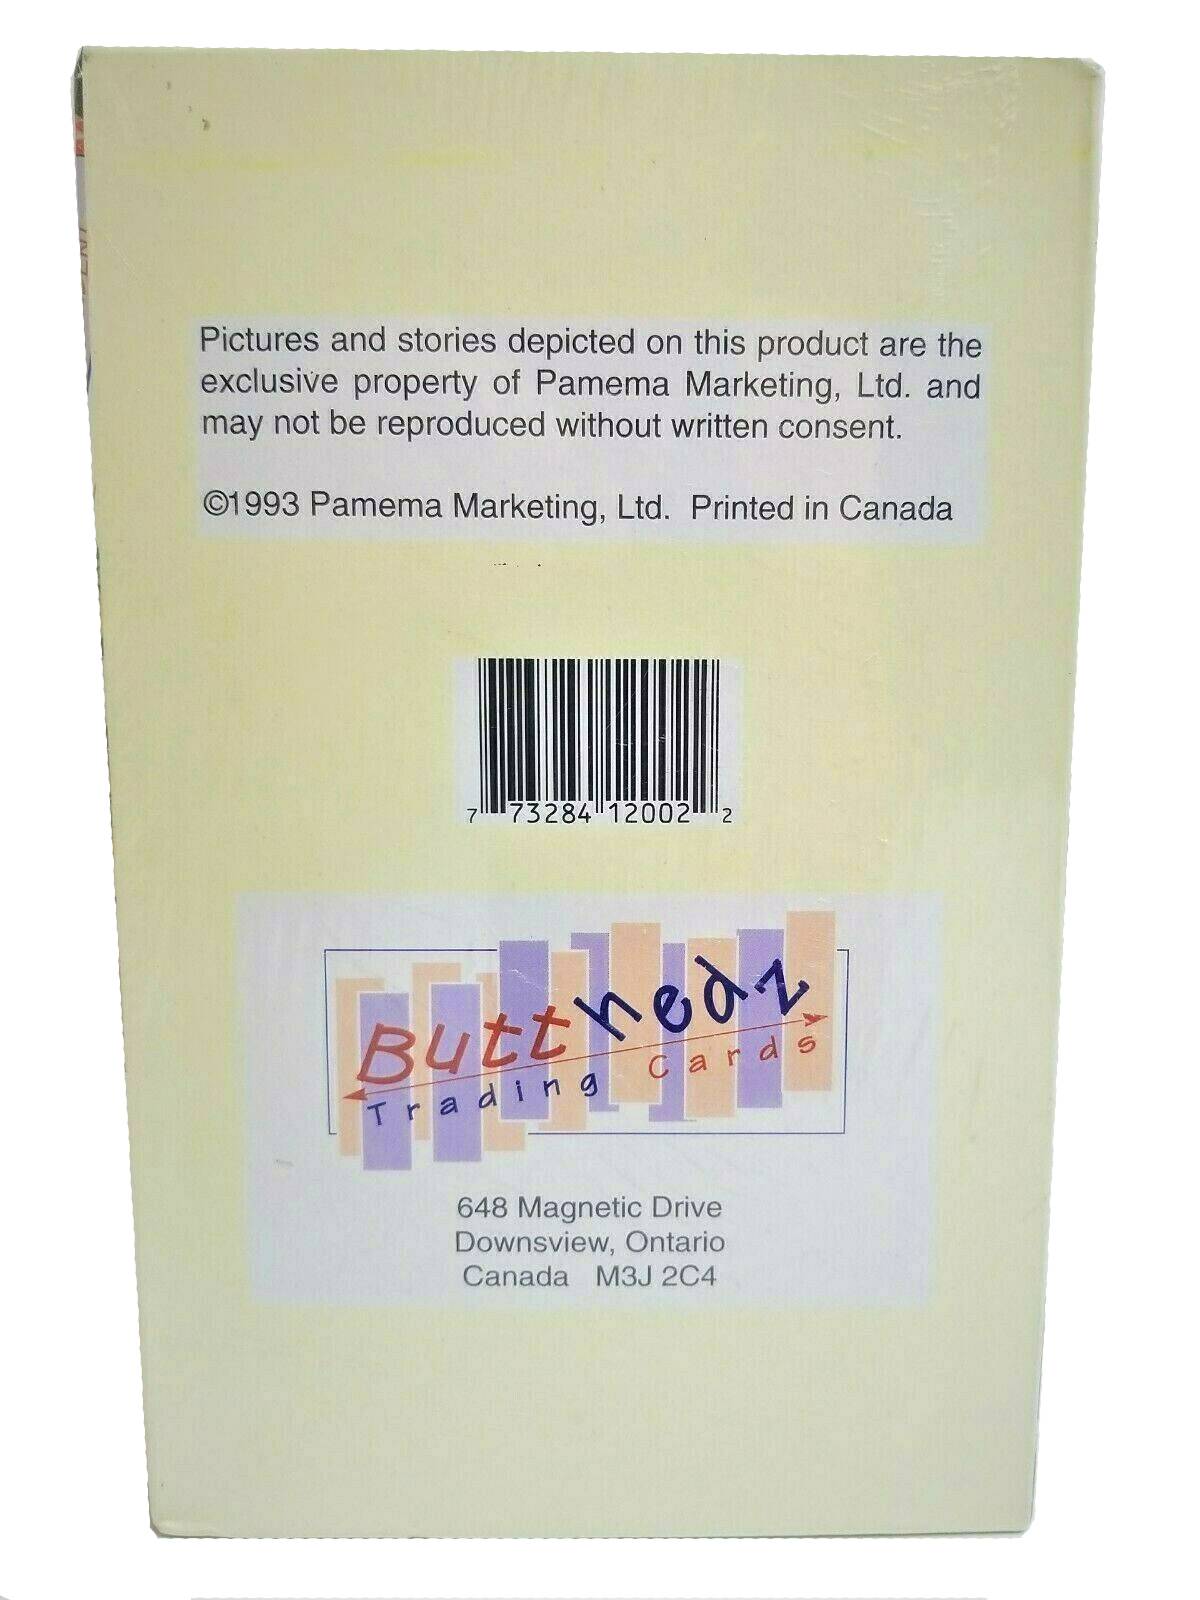 Pictures and stories depicted on this product are the
exclusive property of Pamema Marketing, Ltd. and
may not be reproduced without written consent.
©1993 Pamema Marketing, Ltd. Printed in Canada
7 73284 12002 2
Butthedz
Trading Cards
648 Magnetic Drive
Downsview, Ontario
Canada M3J 2C4